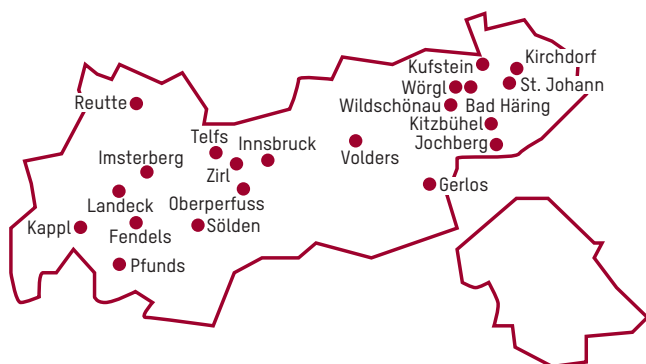 Kufstein
Kirchdorf
Wörgl
St. Johann
Reutte
Wildschönau
Bad Häring
Kitzbühel
Telfs
Innsbruck
Jochberg
Imsterberg
Zirl
Volders
Gerlos
Landeck
Oberperfuss
Kappl
Fendels
Sölden
Pfunds